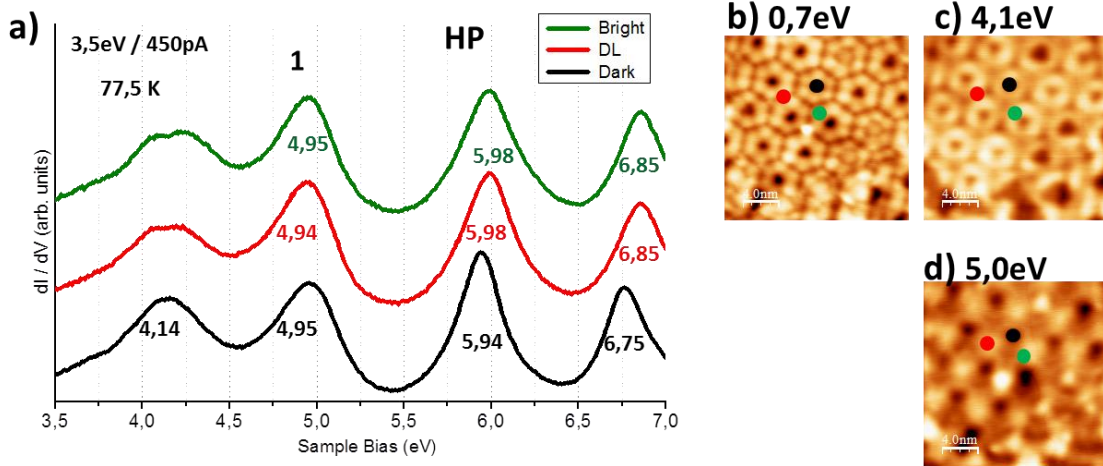 a)
3,5eV / 450pA
77,5 K
1
HP
Bright
DL
Dark
4,95
5,98
6,85
4,94
5,98
6,85
4,14
4,95
5,94
6,75
dI / dV (arb. units)
3,5 4,0 4,5 5,0 5,5 6,0 6,5 7,0
Sample Bias (eV)
b) 0,7eV
4.0nm
c) 4,1eV
4.0nm
d) 5,0eV
4.0nm